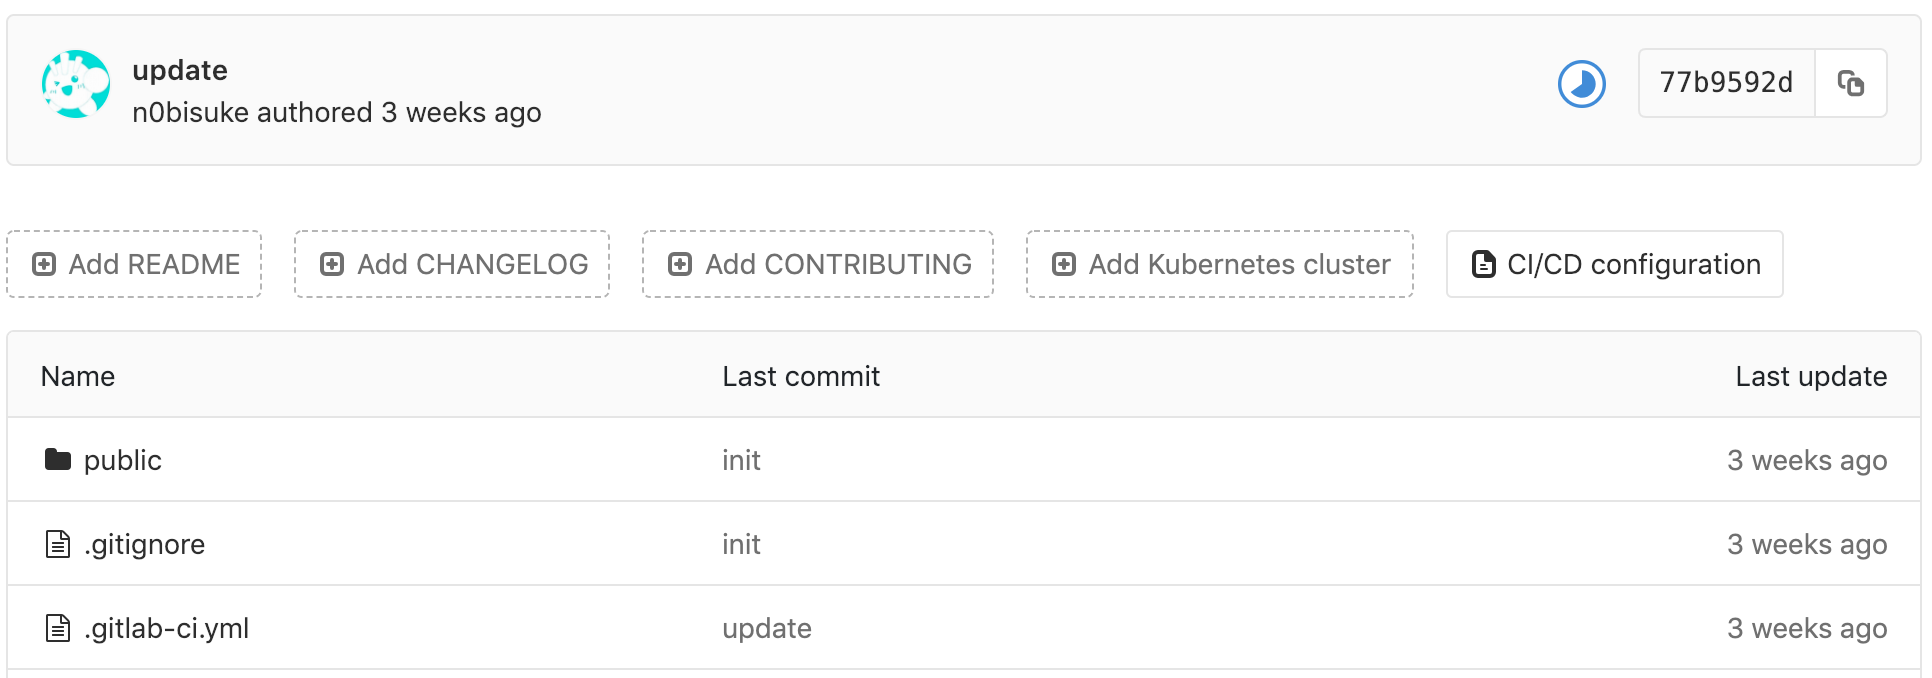 update
n0bisuke authored 3 weeks ago
77b9592d
Add README Add CHANGELOG Add CONTRIBUTING Add Kubernetes cluster CI/CD configuration
Name Last commit Last update
public init 3 weeks ago
.gitignore init 3 weeks ago
.gitlab-ci.yml update 3 weeks ago